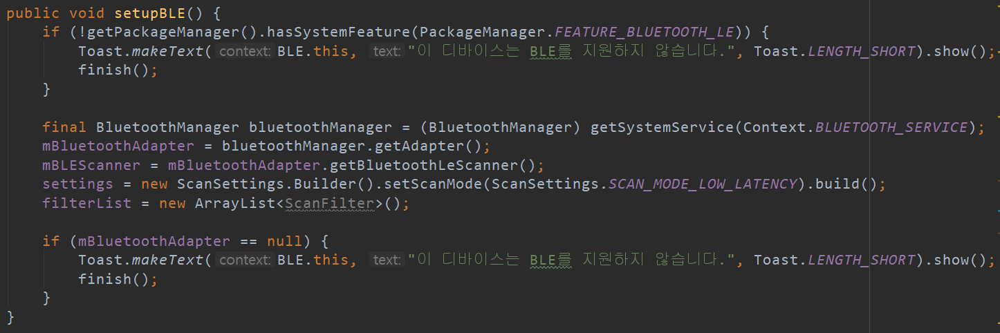 public void setupBLE() {
    if (!getPackageManager().hasSystemFeature(PackageManager.FEATURE_BLUETOOTH_LE)) {
        Toast.makeText( context: BLE.this, text: "이 디바이스는 BLE를 지원하지 않습니다.", Toast.LENGTH_SHORT).show();
        finish();
    }
    final BluetoothManager bluetoothManager = (BluetoothManager) getSystemService(Context.BLUETOOTH_SERVICE);
    mBluetoothAdapter = bluetoothManager.getAdapter();
    mBLEScanner = mBluetoothAdapter.getBluetoothLeScanner();
    settings = new ScanSettings.Builder().setScanMode(ScanSettings.SCAN_MODE_LOW_LATENCY).build();
    filterList = new ArrayList<ScanFilter>();
    if (mBluetoothAdapter == null) {
        Toast.makeText( context: BLE.this, text: "이 디바이스는 BLE를 지원하지 않습니다.", Toast.LENGTH_SHORT).show();
        finish();
    }
}